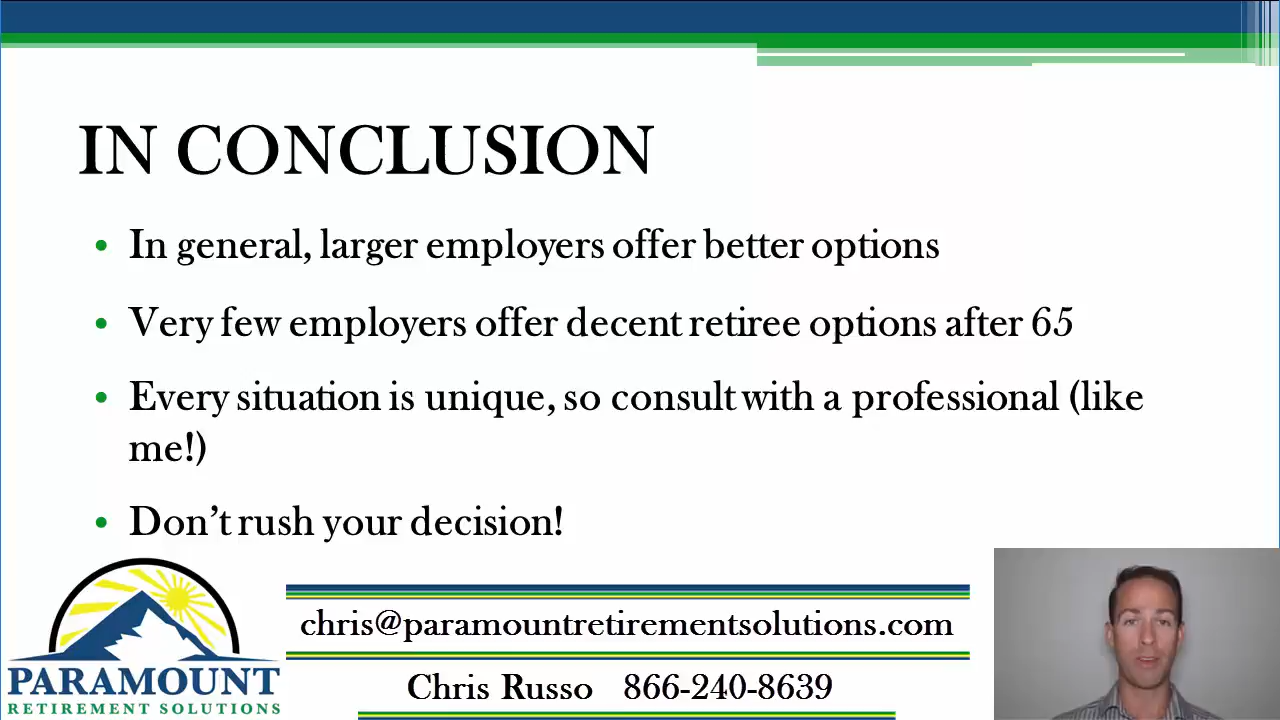 IN CONCLUSION
• In general, larger employers offer better options
• Very few employers offer decent retiree options after 65
• Every situation is unique, so consult with a professional (like
me!)
• Don’t rush your decision!
chris@paramountretirementsolutions.com
PARAMOUNT
RETIREMENT SOLUTIONS
Chris Russo 866-240-8639